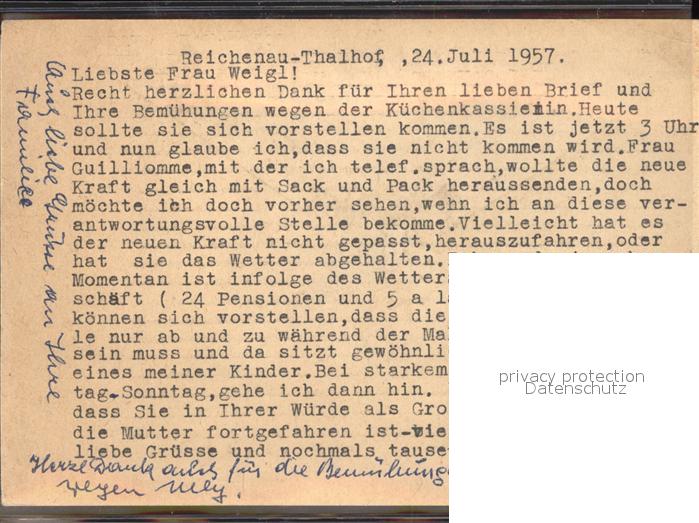 Reichenau-Thalhof, ,24.Juli 1957.
Liebste Frau Weigl!
Recht herzlichen Dank für Ihren lieben Brief und
Ihre Bemühungen wegen der Küchenkassierin.Heute
sollte sie sich vorstellen kommen.Es ist jetzt 3 Uhr
und nun glaube ich,dass sie nicht kommen wird.Frau
Guilliomme,mit der ich telef.sprach,wollte die neue
Kraft gleich mit Sack und Pack heraussenden,doch
möchte ich doch vorher sehen,wehn ich an diese ver-
antwortungsvolle Stelle bekomme.Vielleicht hat es
der neuen Kraft nicht gepasst,herauszufahren,oder
hat sie das Wetter abgehalten.
Momentan ist infolge des Wetter
schäft ( 24 Pensionen und 5 a
können sich vorstellen,dass die
le nur ab und zu während der
sein muss und da sitzt gewöhnli
eines meiner Kinder.Bei starkem
tag-Sonntag,gehe ich dann hin.
dass Sie in Ihrer Würde als Gro
die Mutter fortgefahren ist-vie
liebe Grüsse und nochmals tause
Herzl Dank auch für die Bemühunge
wegen Mey.
Auch liebe Grüsse an Ihre
Familie
privacy protection
Datenschutz